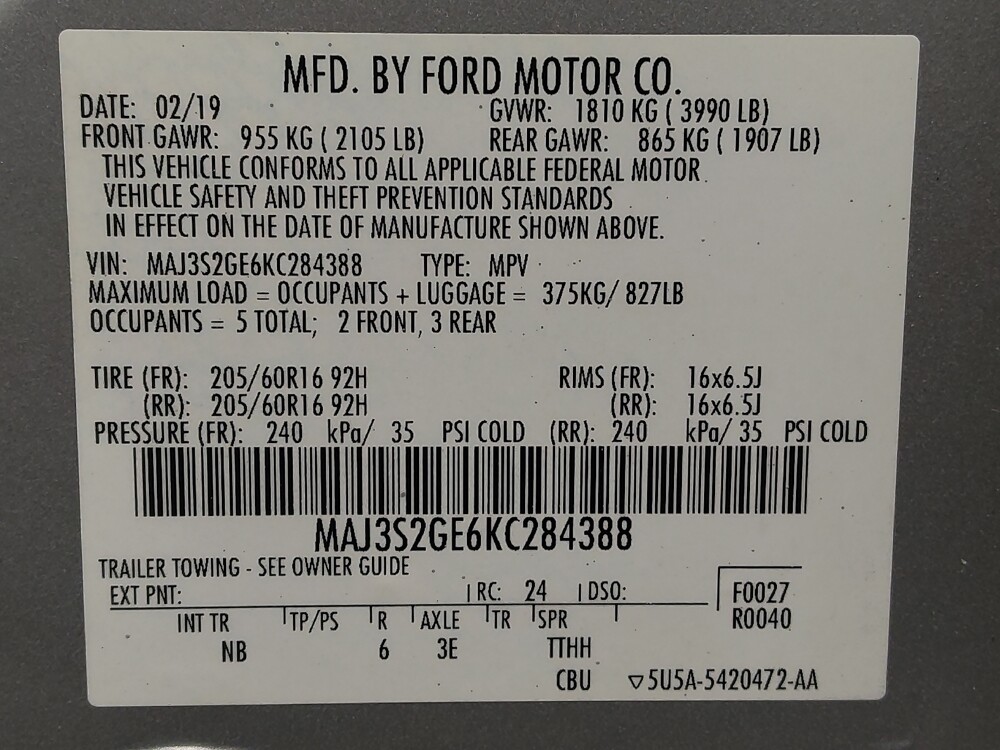 MFD. BY FORD MOTOR CO.
DATE: 02/19 GVWR: 1810 KG ( 3990 LB)
FRONT GAWR: 955 KG ( 2105 LB) REAR GAWR: 865 KG ( 1907 LB)
THIS VEHICLE CONFORMS TO ALL APPLICABLE FEDERAL MOTOR
VEHICLE SAFETY AND THEFT PREVENTION STANDARDS
IN EFFECT ON THE DATE OF MANUFACTURE SHOWN ABOVE.
VIN: MAJ3S2GE6KC284388 TYPE: MPV
MAXIMUM LOAD = OCCUPANTS + LUGGAGE = 375KG/ 827LB
OCCUPANTS = 5 TOTAL; 2 FRONT, 3 REAR
TIRE (FR): 205/60R16 92H RIMS (FR): 16x6.5J
(RR): 205/60R16 92H (RR): 16x6.5J
PRESSURE (FR): 240 kPa/ 35 PSI COLD (RR): 240 kPa/ 35 PSI COLD
MAJ3S2GE6KC284388
TRAILER TOWING - SEE OWNER GUIDE
EXT PNT: RC: 24 DSO: F0027
INT TR TP/PS R AXLE TR SPR R0040
NB 6 3E TTHH
CBU ▽5U5A-5420472-AA